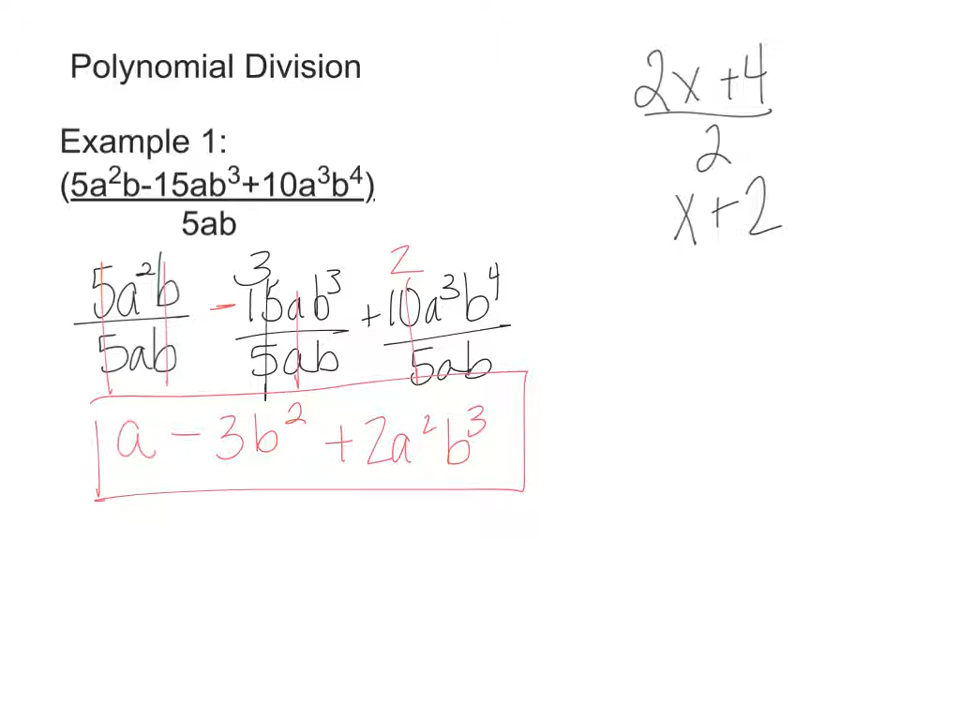 Polynomial Division
Example 1:
(5a²b-15ab³+10a³b⁴)
5ab
5a²b - 15ab³ + 10a³b⁴
3 2
5ab 5ab 5ab
a - 3b² + 2a²b³
2x + 4
2
x + 2